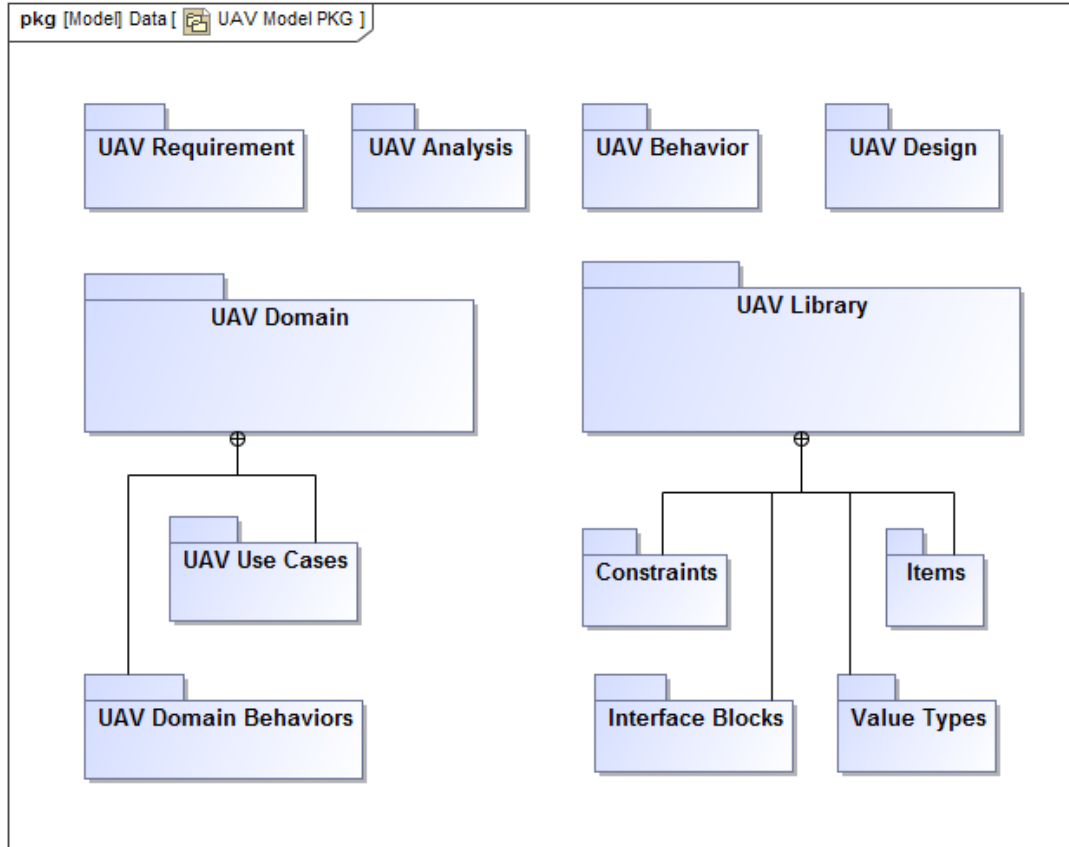 pkg [Model] Data [ UAV Model PKG ]
UAV Requirement
UAV Analysis
UAV Behavior
UAV Design
UAV Domain
UAV Library
UAV Use Cases
Constraints
Items
UAV Domain Behaviors
Interface Blocks
Value Types